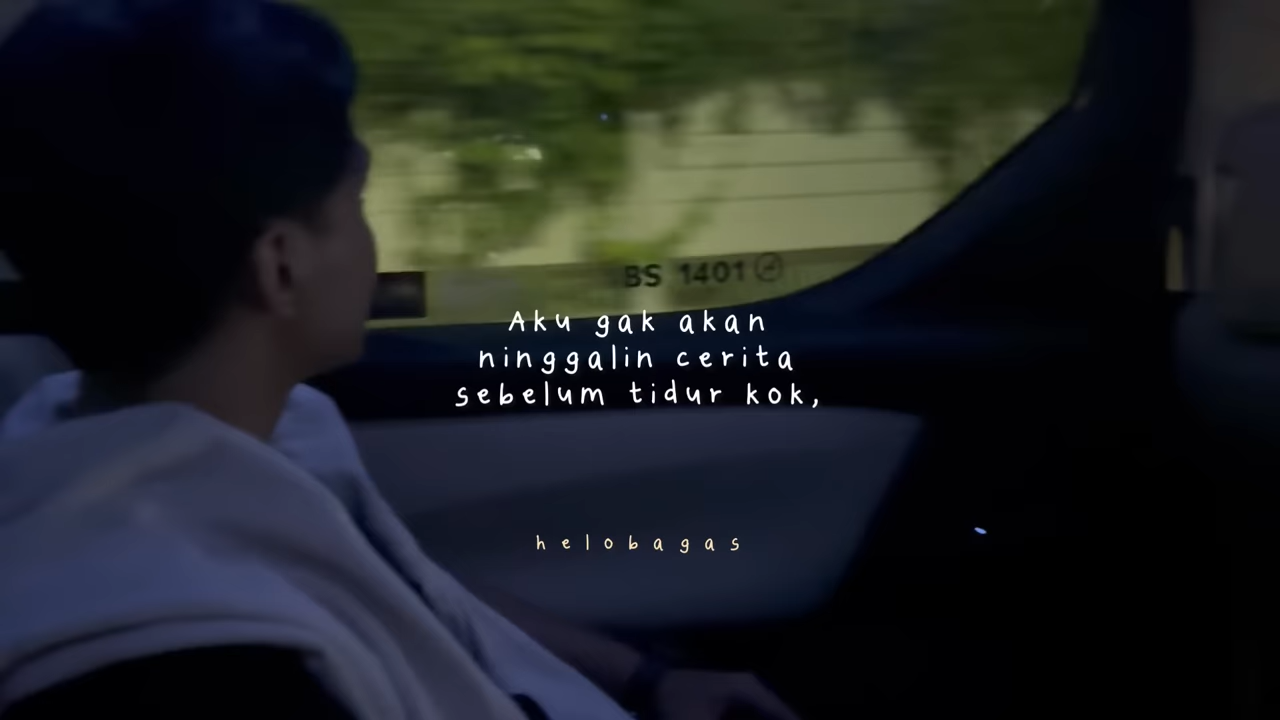 BS 1401
Aku gak akan
ninggalin cerita
sebelum tidur kok,
helobagas